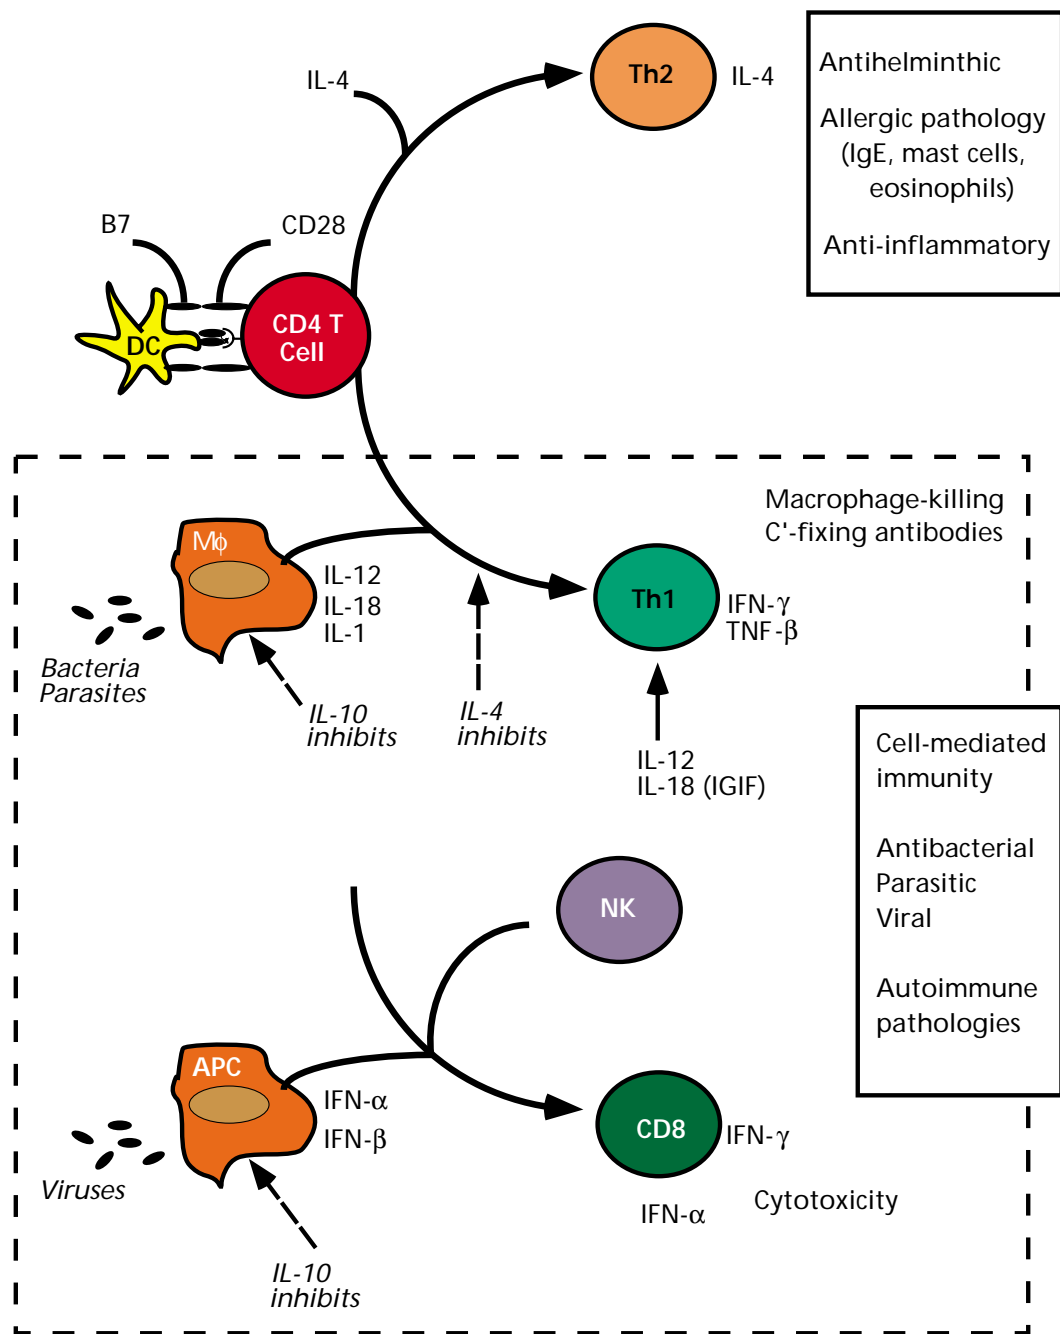 IL-4
Th2
IL-4
Antihelminthic
Allergic pathology
(IgE, mast cells,
eosinophils)
Anti-inflammatory
B7
CD28
DC
CD4 T
Cell
Macrophage-killing
C'-fixing antibodies
Mϕ
IL-12
IL-18
IL-1
Th1
IFN-γ
TNF-β
Bacteria
Parasites
IL-10
inhibits
IL-4
inhibits
IL-12
IL-18 (IGIF)
Cell-mediated
immunity
Antibacterial
Parasitic
Viral
Autoimmune
pathologies
NK
APC
IFN-α
IFN-β
CD8
IFN-γ
Viruses
IFN-α
Cytotoxicity
IL-10
inhibits